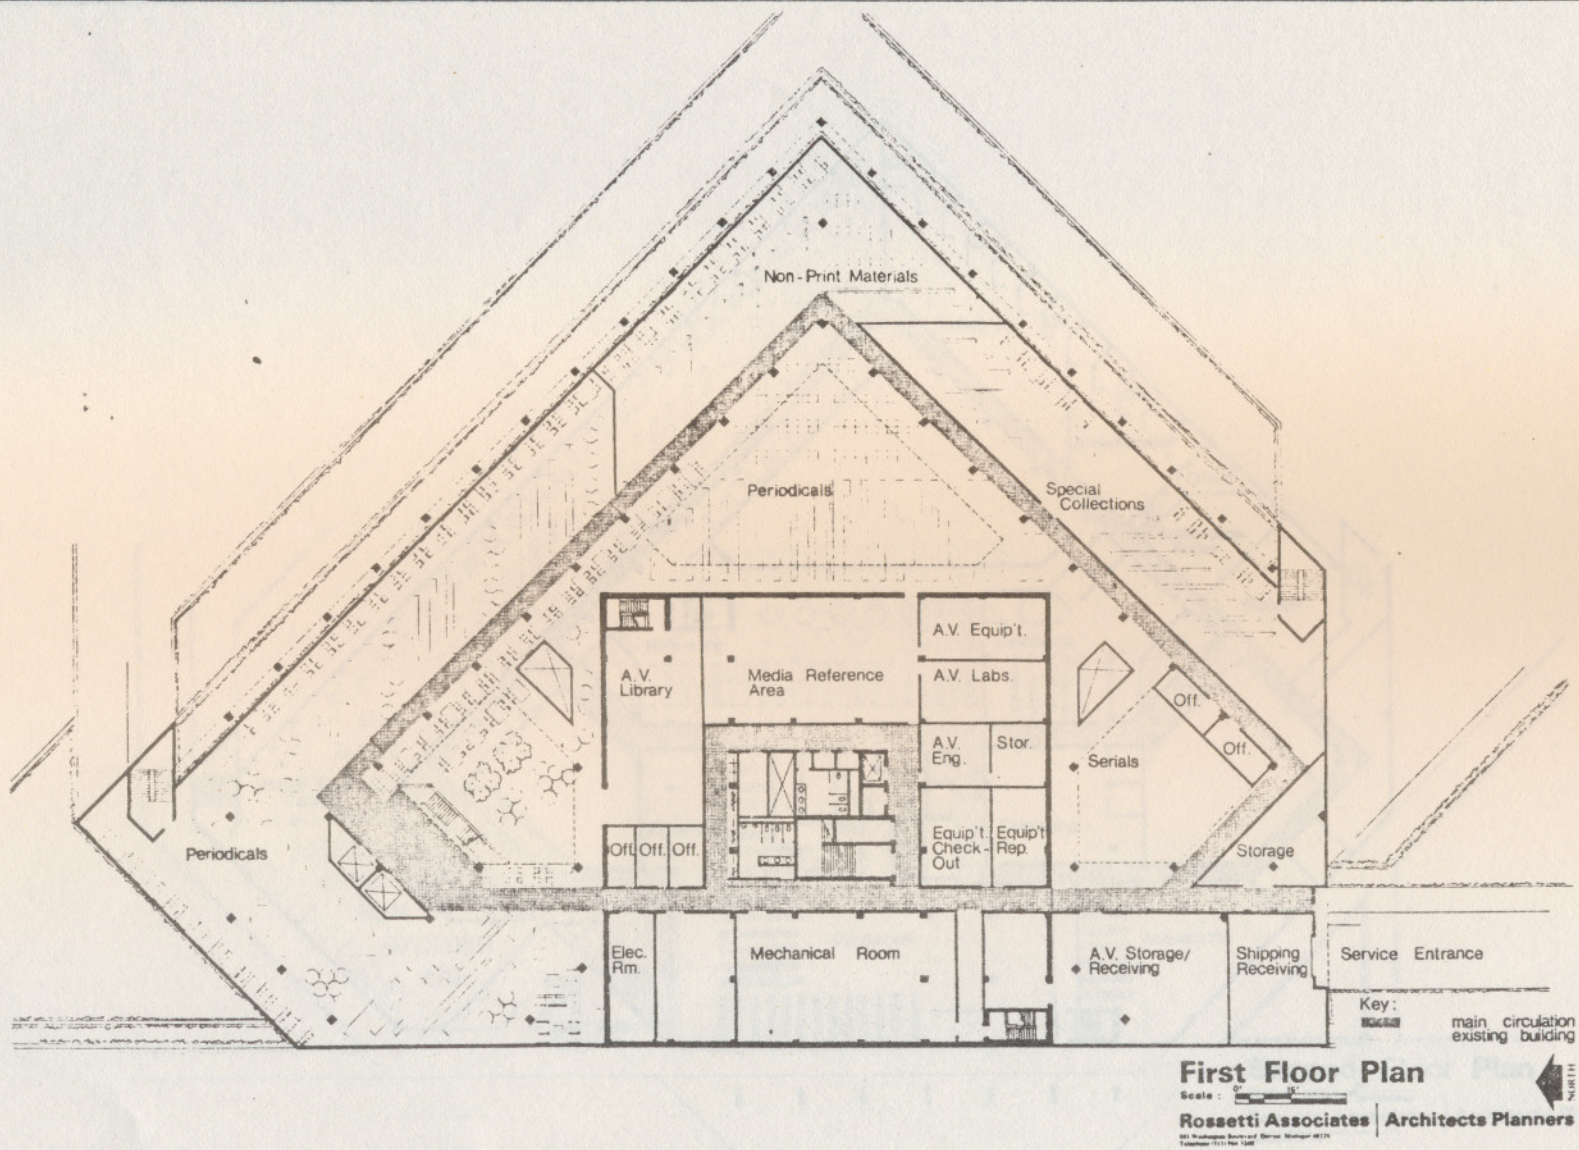 Non-Print Materials
Periodicals
Special
Collections
A.V. Equip't.
A.V.
Library
Media Reference
Area
A.V. Labs.
Off.
Off.
A.V.
Eng.
Stor.
Serials
Periodicals
Off.
Off.
Off.
Equip't.
Check-
Out
Equip't
Rep.
Storage
Elec.
Rm.
Mechanical Room
A.V. Storage/
Receiving
Shipping
Receiving
Service Entrance
Key:
main circulation
existing building
First Floor Plan
NORTH
Scale: 0' 15'
Rossetti Associates | Architects Planners